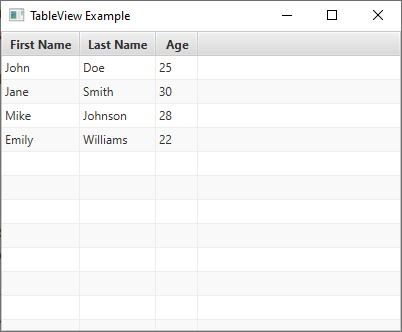 TableView Example
First Name Last Name Age
John Doe 25
Jane Smith 30
Mike Johnson 28
Emily Williams 22